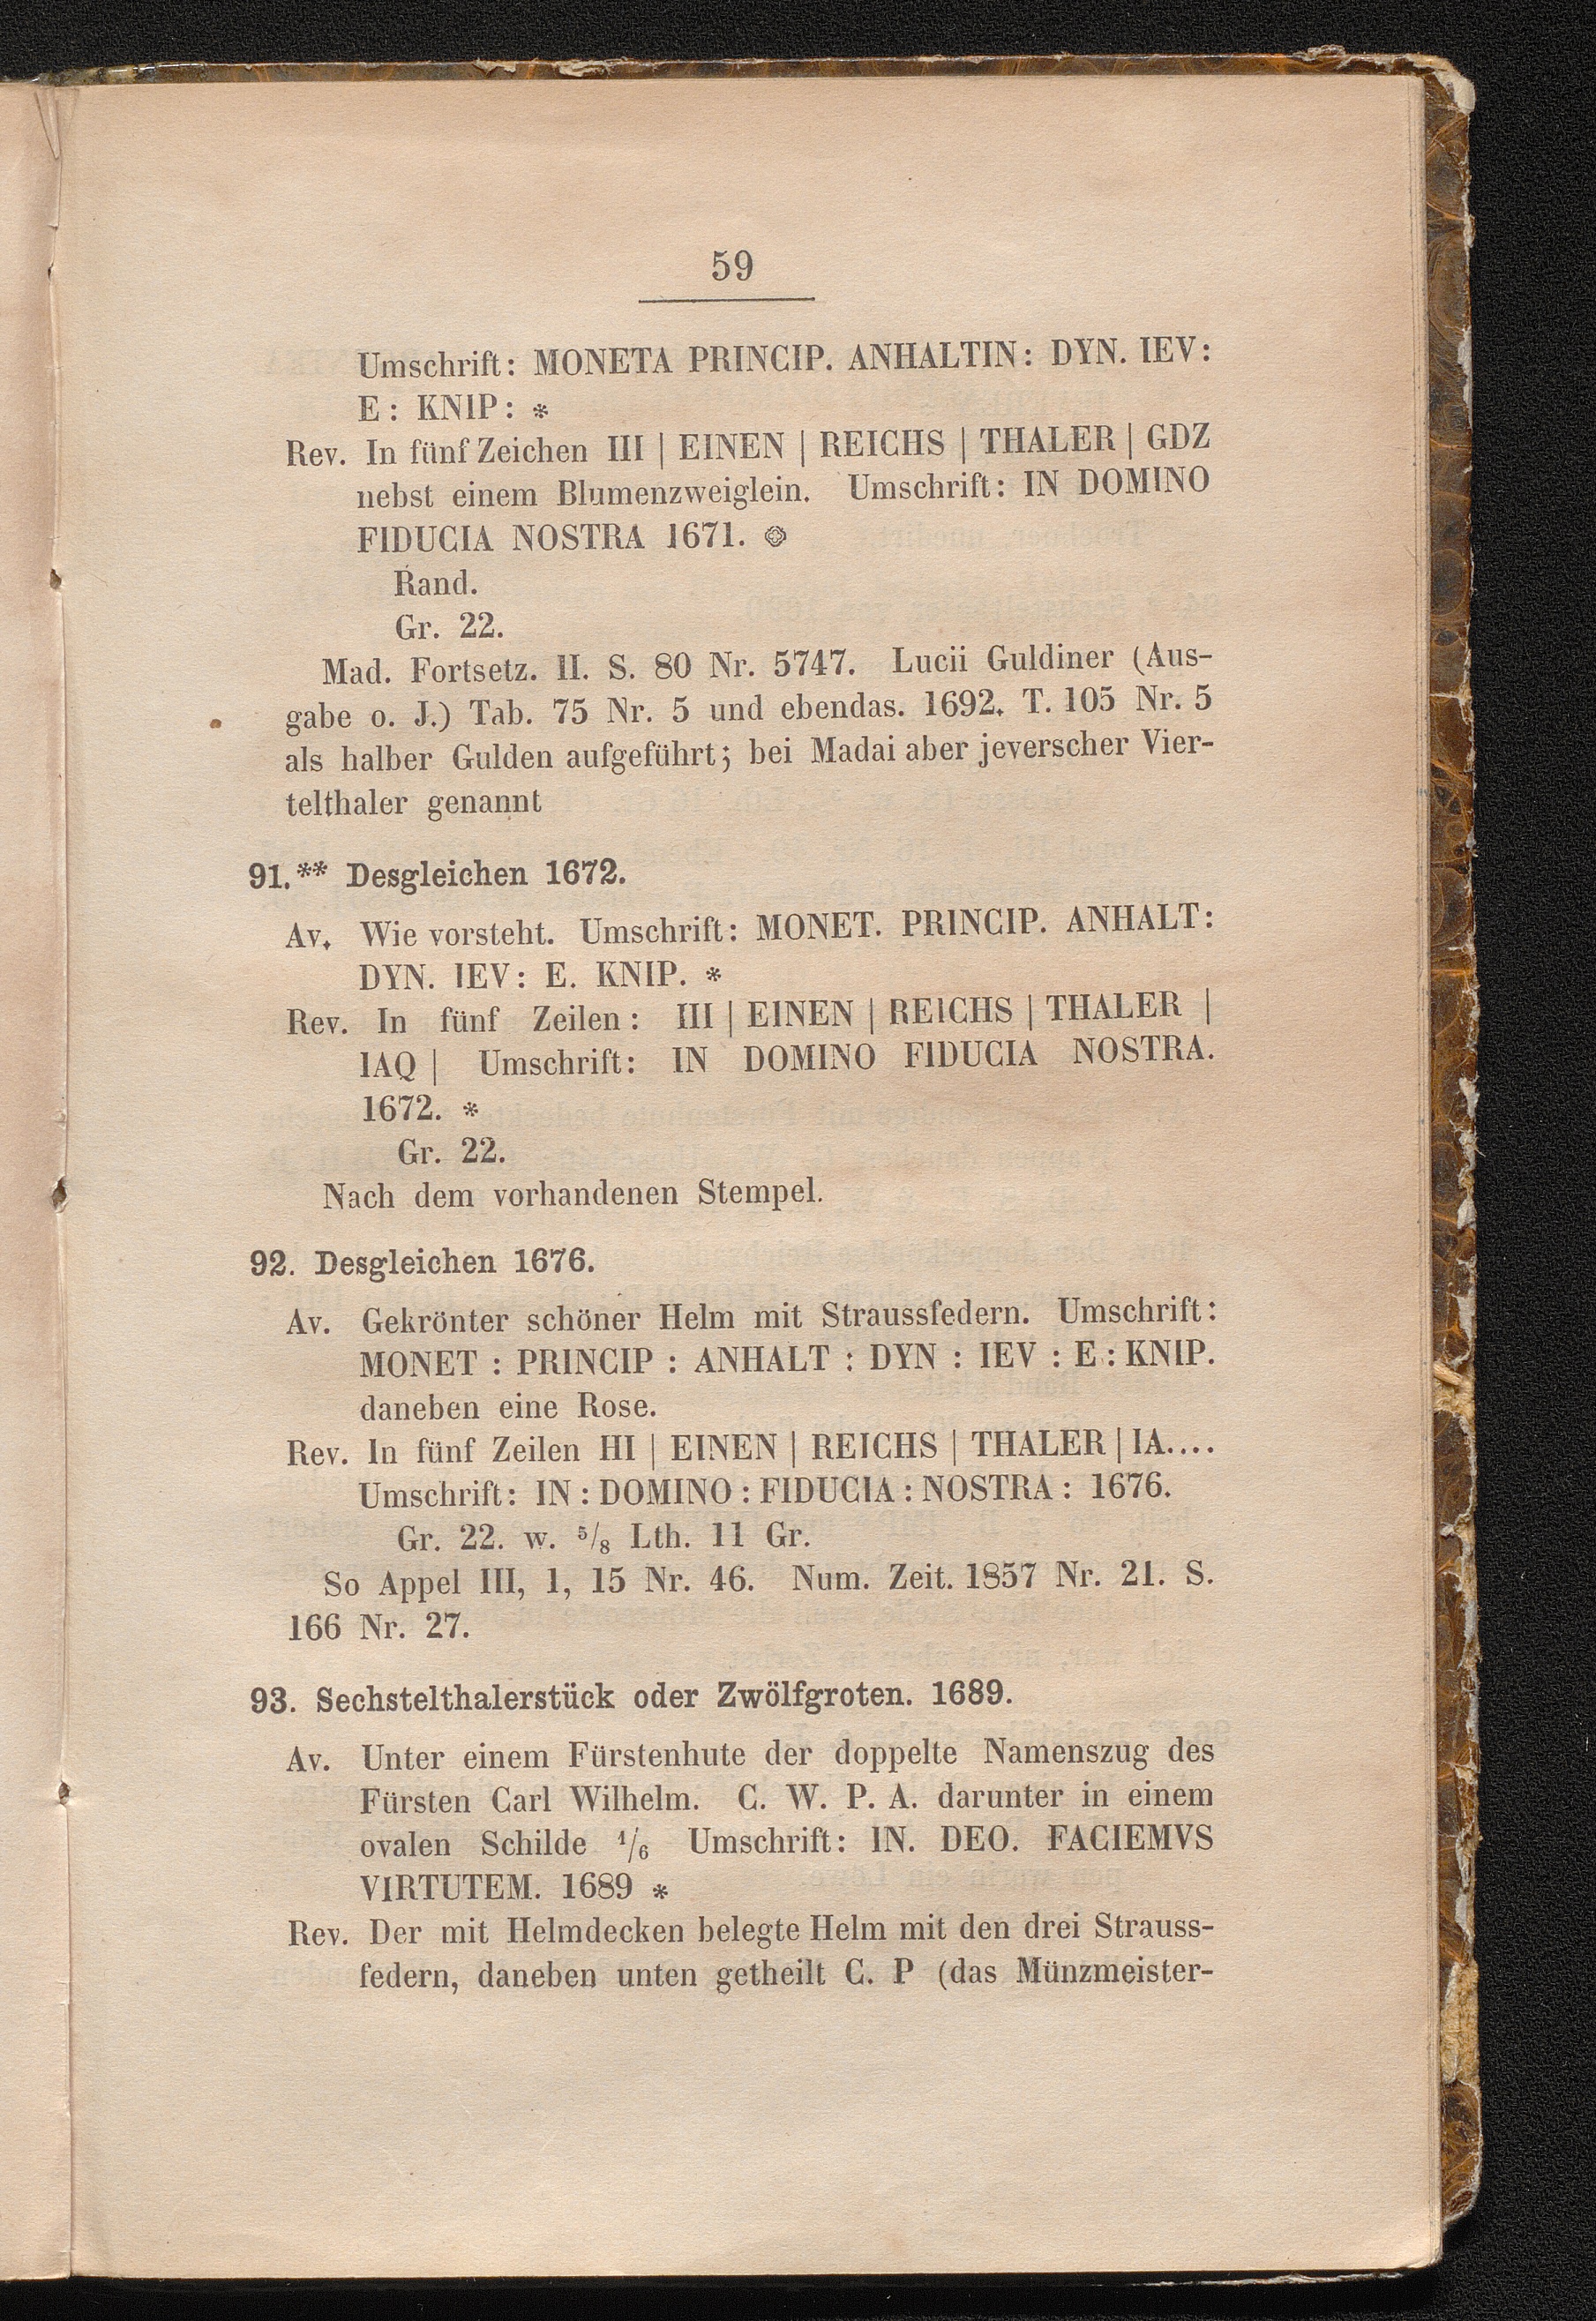 59
Umschrift: MONETA PRINCIP. ANHALTIN: DYN. IEV:
E: KNIP: *
Rev. In fünf Zeichen III | EINEN | REICHS | THALER | GDZ
nebst einem Blumenzweiglein. Umschrift: IN DOMINO
FIDUCIA NOSTRA 1671.
Rand.
Gr. 22.
Mad. Fortsetz. II. S. 80 Nr. 5747. Lucii Guldiner (Aus-
gabe o. J.) Tab. 75 Nr. 5 und ebendas. 1692. T. 105 Nr. 5
als halber Gulden aufgeführt; bei Madai aber jeverscher Vier-
telthaler genannt
91.** Desgleichen 1672.
Av. Wie vorsteht. Umschrift: MONET. PRINCIP. ANHALT:
DYN. IEV: E. KNIP. *
Rev. In fünf Zeilen: III | EINEN | REICHS | THALER |
IAQ | Umschrift: IN DOMINO FIDUCIA NOSTRA.
1672. *
Gr. 22.
Nach dem vorhandenen Stempel.
92. Desgleichen 1676.
Av. Gekrönter schöner Helm mit Straussfedern. Umschrift:
MONET : PRINCIP : ANHALT : DYN : IEV : E : KNIP.
daneben eine Rose.
Rev. In fünf Zeilen HI | EINEN | REICHS | THALER | IA....
Umschrift: IN : DOMINO : FIDUCIA : NOSTRA : 1676.
Gr. 22. w. 5/8 Lth. 11 Gr.
So Appel III, 1, 15 Nr. 46. Num. Zeit. 1857 Nr. 21. S.
166 Nr. 27.
93. Sechstelthalerstück oder Zwölfgroten. 1689.
Av. Unter einem Fürstenhute der doppelte Namenszug des
Fürsten Carl Wilhelm. C. W. P. A. darunter in einem
ovalen Schilde 1/6 Umschrift: IN. DEO. FACIEMVS
VIRTUTEM. 1689 *
Rev. Der mit Helmdecken belegte Helm mit den drei Strauss-
federn, daneben unten getheilt C. P (das Münzmeister-